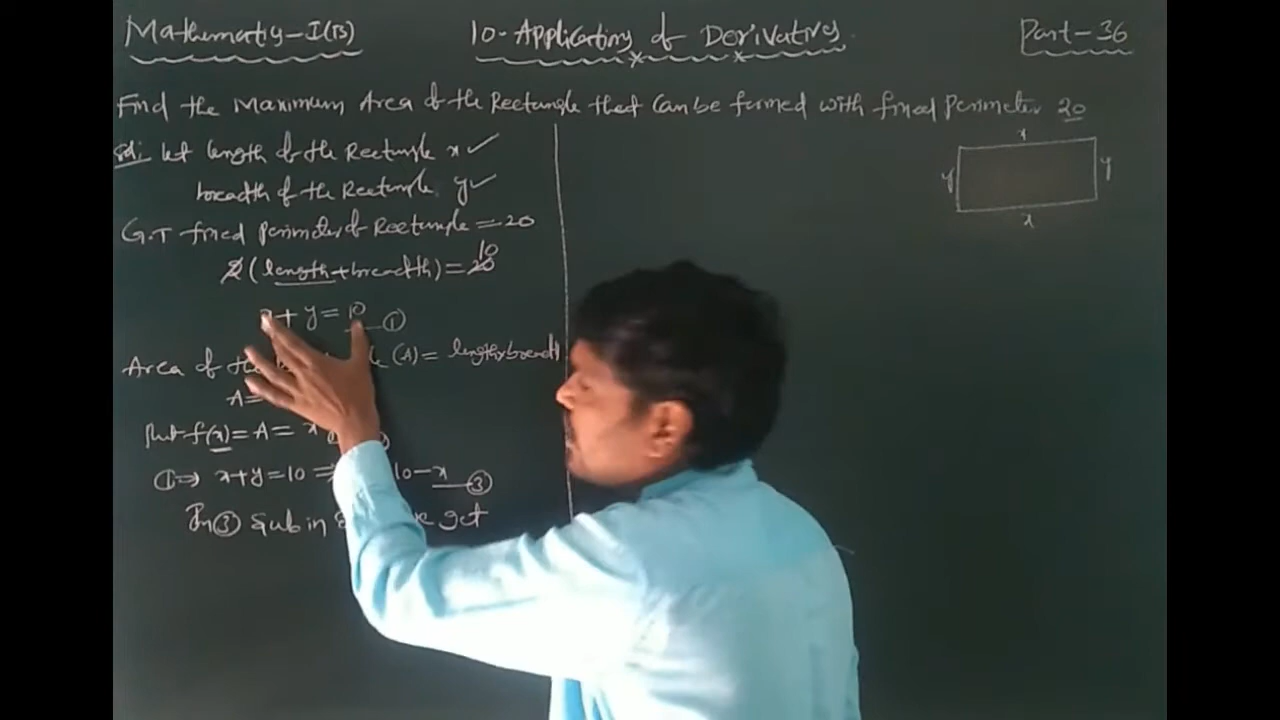 Mathematics-I(B)
10-Applications of Derivatives
Part-36
Find the Maximum Area of the Rectangle that can be formed with fixed Perimeter 20
Sol: Let length of the Rectangle x ✓
breadth of the Rectangle y ✓
G.T fixed perimeter of Rectangle = 20
2(length+breadth) = 20
10
x + y = 10 ①
Area of the (A) = length×breadth
A =
Put f(x) = A = x
①⇒ x+y=10 ⇒ 10-x ③
Eq ③ Sub in get
x
y
y
x